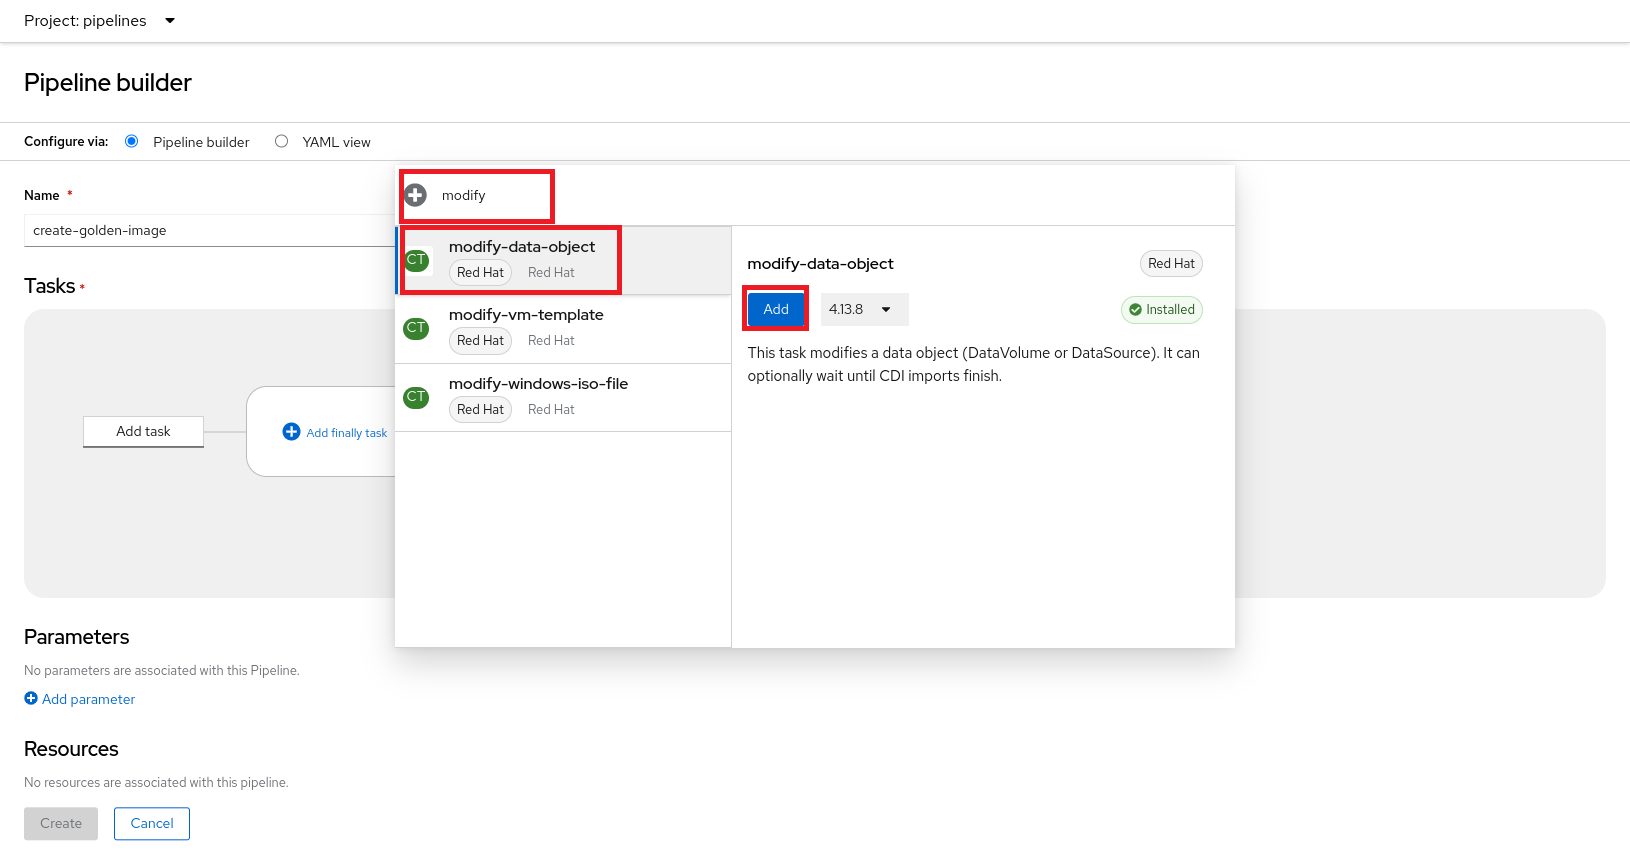 Project: pipelines
Pipeline builder
Configure via: Pipeline builder YAML view
Name *
create-golden-image
Tasks *
Add task
Add finally task
modify
CT modify-data-object
Red Hat Red Hat
CT modify-vm-template
Red Hat Red Hat
CT modify-windows-iso-file
Red Hat Red Hat
modify-data-object Red Hat
Add 4.13.8 Installed
This task modifies a data object (DataVolume or DataSource). It can
optionally wait until CDI imports finish.
Parameters
No parameters are associated with this Pipeline.
Add parameter
Resources
No resources are associated with this pipeline.
Create Cancel